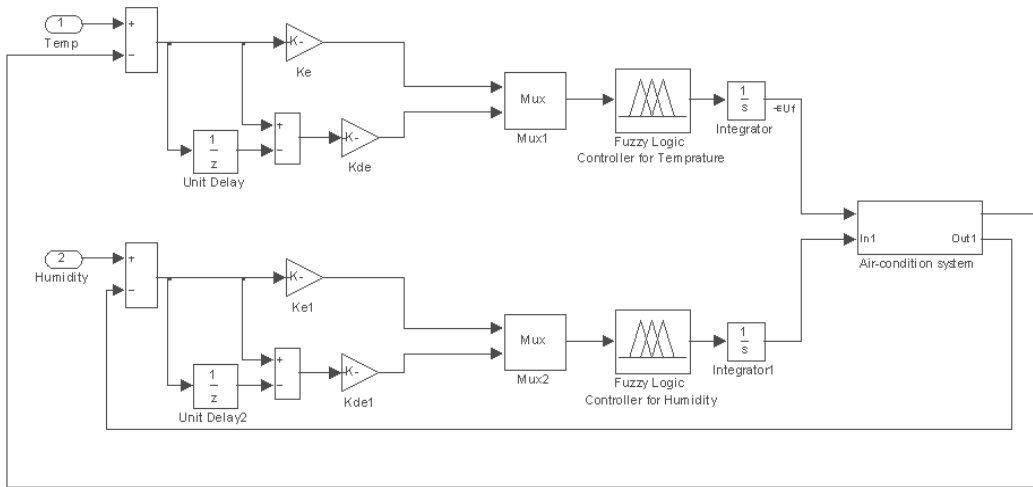 1
Temp
+
−
K-
Ke
+
−
K-
Kde
1
z
Unit Delay
Mux
Mux1
Fuzzy Logic
Controller for Temprature
1
s
Integrator
2
Humidity
+
−
K-
Ke1
+
−
K-
Kde1
1
z
Unit Delay2
Mux
Mux2
Fuzzy Logic
Controller for Humidity
1
s
Integrator1
In1
Out1
Air-condition system